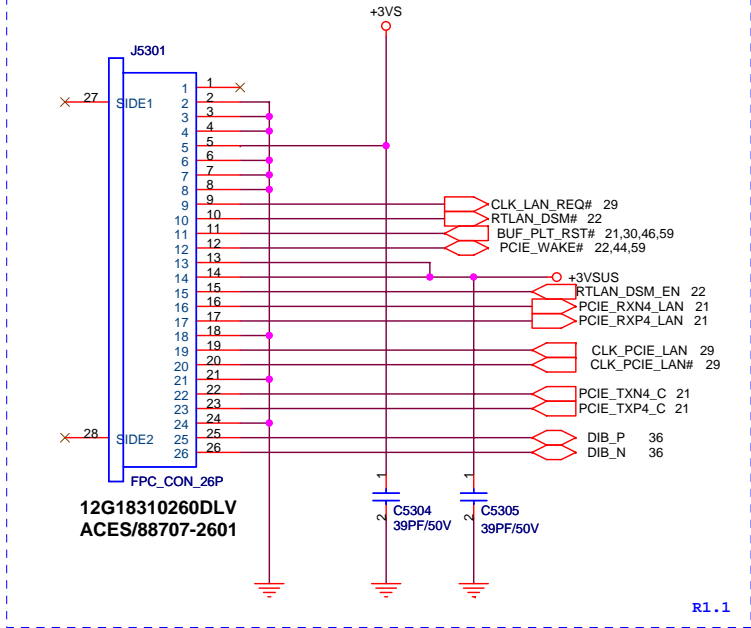 +3VS
J5301
1 1
27 SIDE1 2 2
3 3
4 4
5 5
6 6
7 7
8 8
9 9 CLK_LAN_REQ# 29
10 10 RTLAN_DSM# 22
11 11 BUF_PLT_RST# 21,30,46,59
12 12 PCIE_WAKE# 22,44,59
13 13
14 14 +3VSUS
15 15 RTLAN_DSM_EN 22
16 16 PCIE_RXN4_LAN 21
17 17 PCIE_RXP4_LAN 21
18 18
19 19 CLK_PCIE_LAN 29
20 20 CLK_PCIE_LAN# 29
21 21
22 22 PCIE_TXN4_C 21
23 23 PCIE_TXP4_C 21
24 24
28 SIDE2 25 25 DIB_P 36
26 26 DIB_N 36
FPC_CON_26P
12G18310260DLV
ACES/88707-2601
1 1
C5304 C5305
2 2
39PF/50V 39PF/50V
R1.1